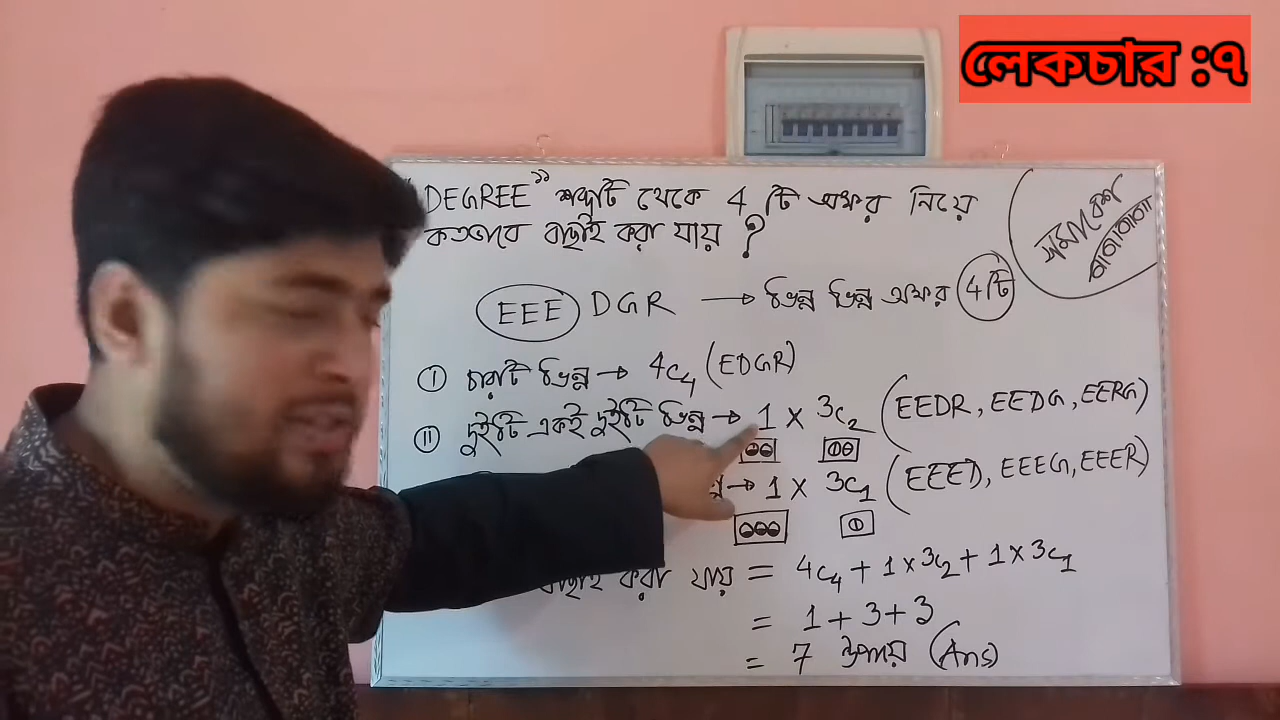 লেকচার :৭
"DEGREE" শব্দটি থেকে 4 টি অক্ষর নিয়ে
কতভাবে বাছাই করা যায় ?
সমাবেশ
EEE DGR → ভিন্ন ভিন্ন অক্ষর 4টি
I চারটি ভিন্ন → 4C4 (EDGR)
II দুইটি একই দুইটি ভিন্ন → 1 × 3C2 (EEDR, EEDG, EERG)
→ 1 × 3C1 (EEED, EEEG, EEER)
বাছাই করা যায় = 4C4 + 1×3C2 + 1×3C1
= 1+3+3
= 7 উপায় (Ans)